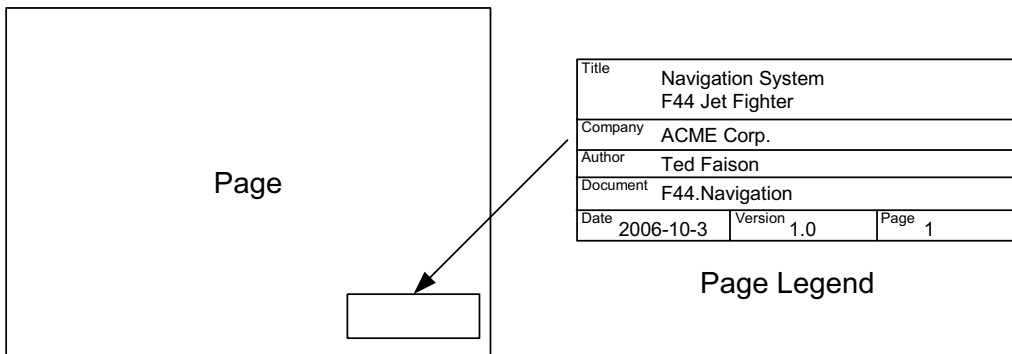 Page
Title
Navigation System
F44 Jet Fighter
Company ACME Corp.
Author Ted Faison
Document F44.Navigation
Date 2006-10-3 Version 1.0 Page 1
Page Legend